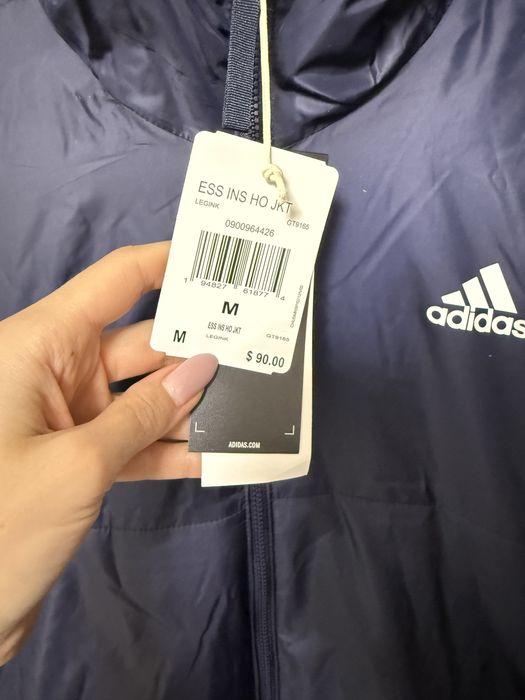 ESS INS HO JKT
LEGINK GT9165
0900964426
1 94827 61877 4
M
ESS INS HO JKT
M LEGINK GT9165
$ 90.00
ADIDAS.COM
adidas